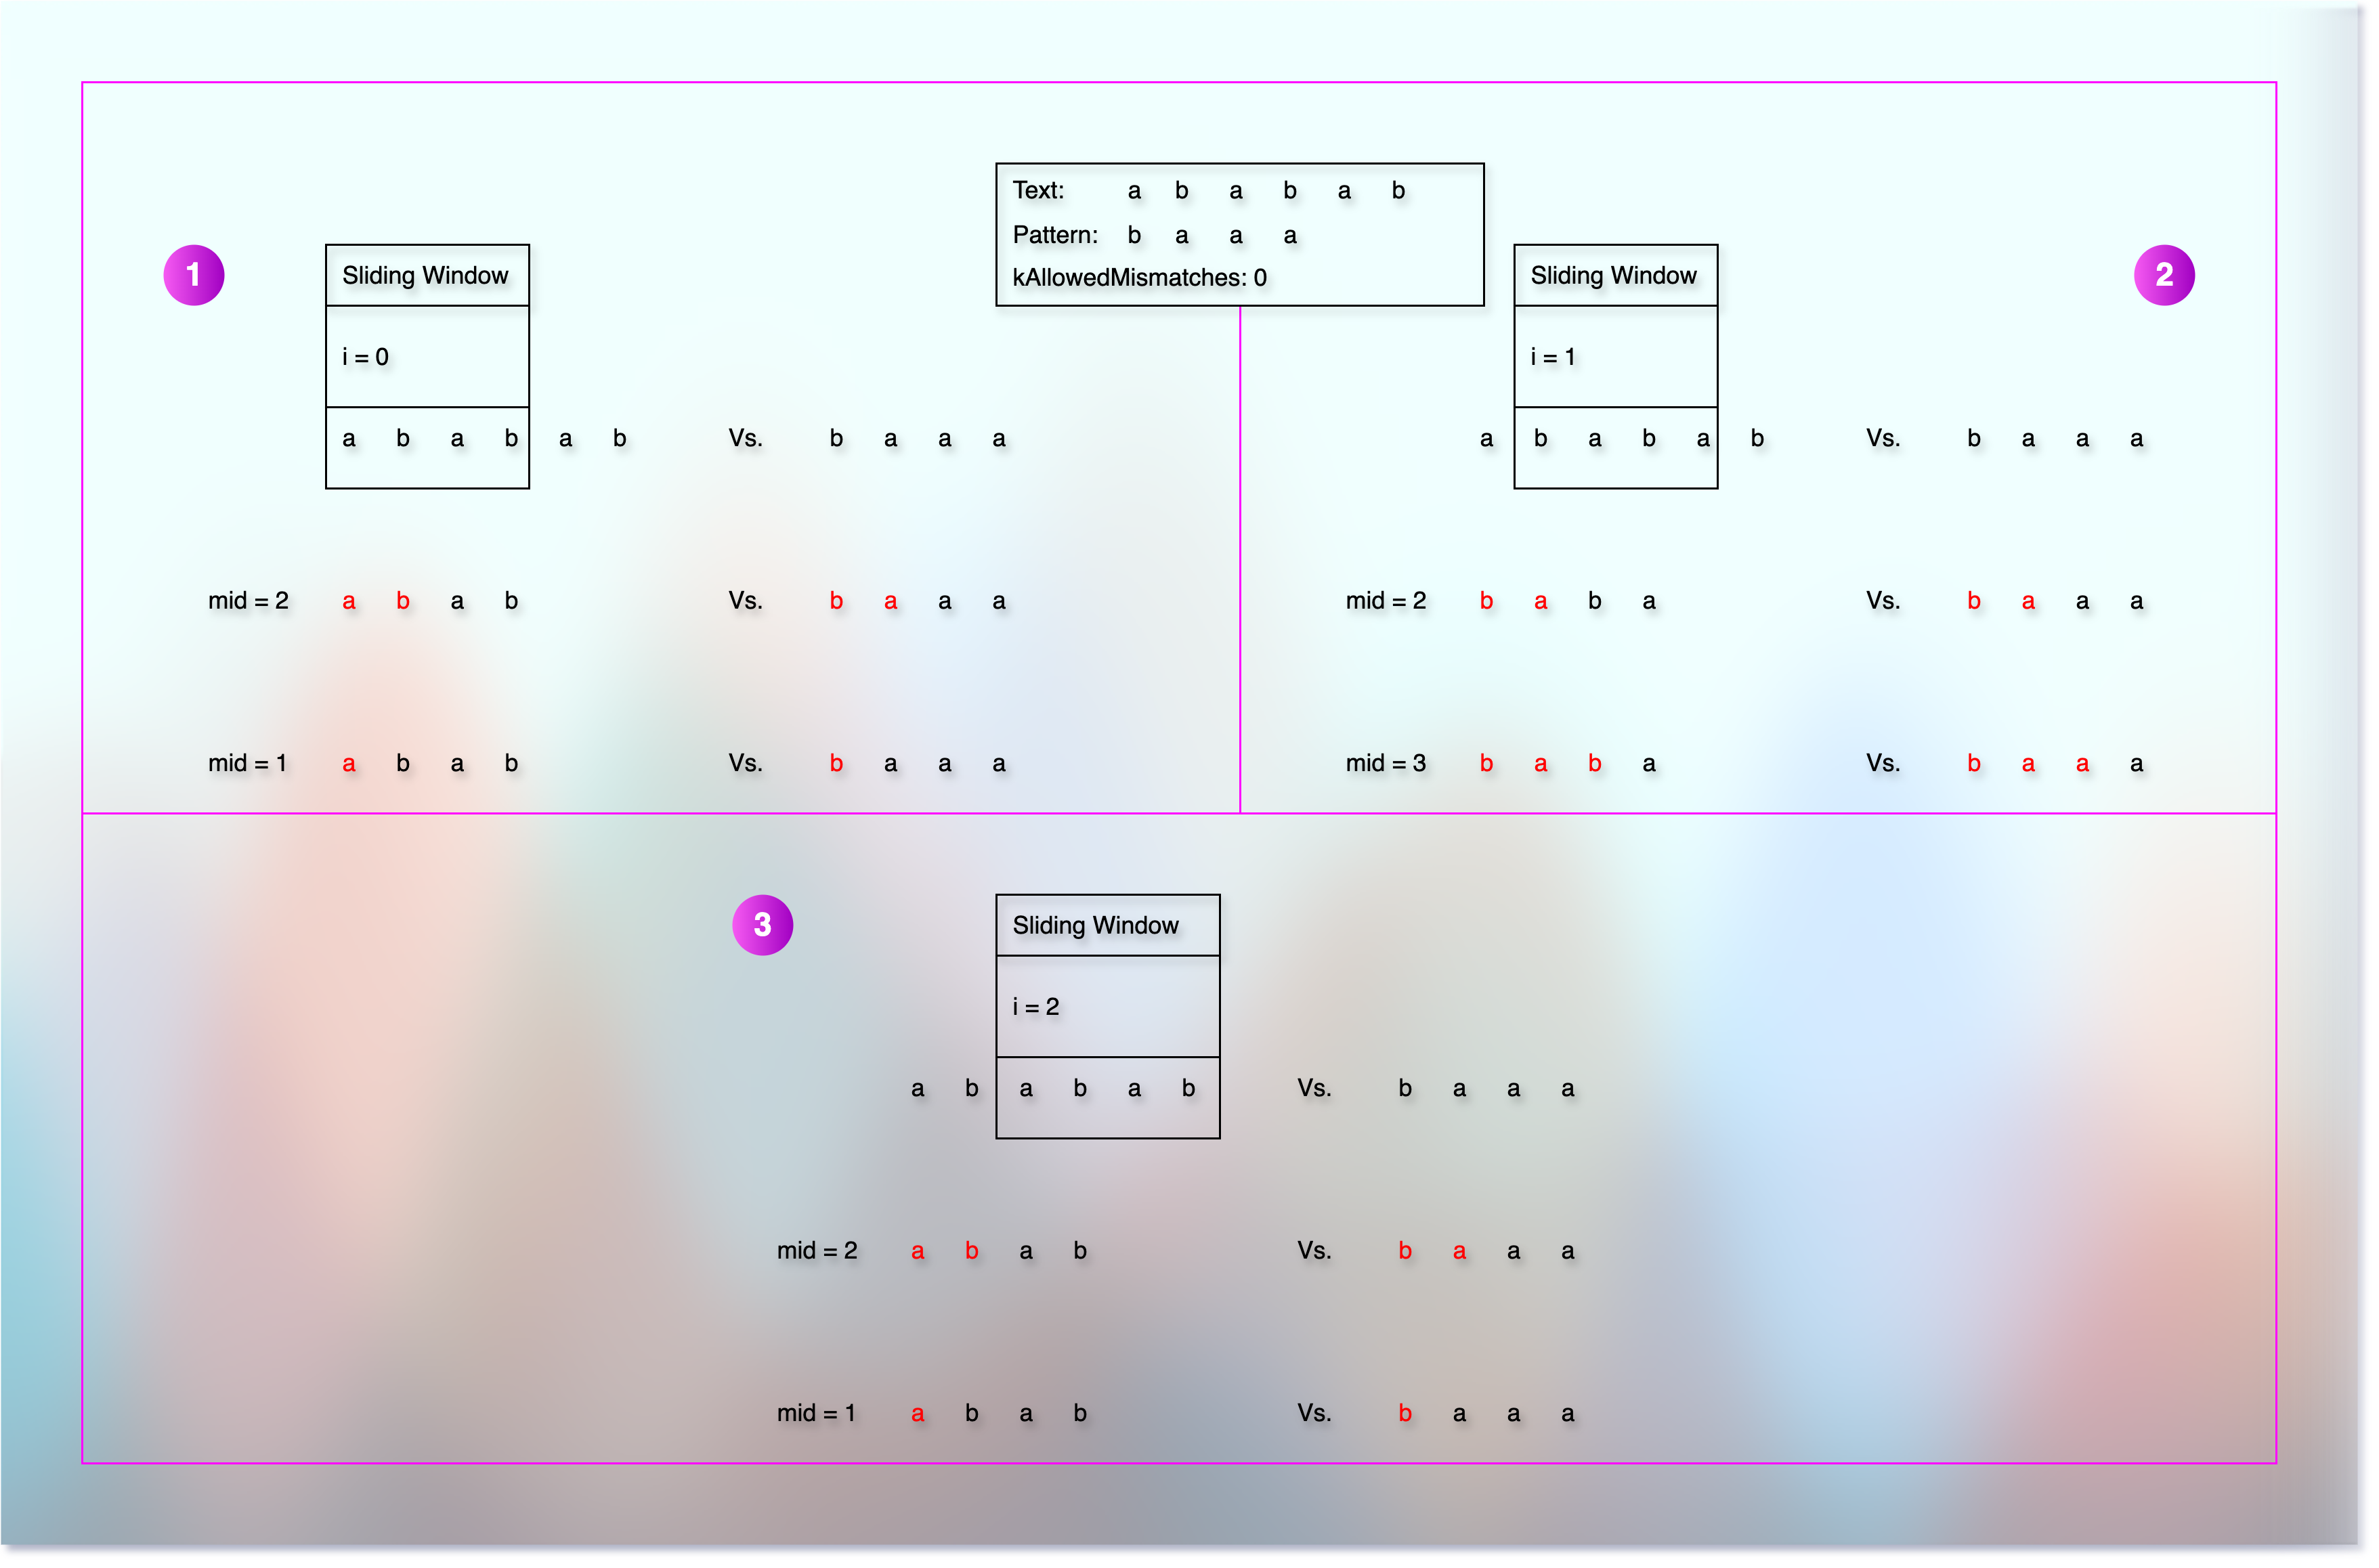 Text: a b a b a b
Pattern: b a a a
kAllowedMismatches: 0
1
Sliding Window
i = 0
a b a b a b Vs. b a a a
mid = 2 a b a b Vs. b a a a
mid = 1 a b a b Vs. b a a a
2
Sliding Window
i = 1
a b a b a b Vs. b a a a
mid = 2 b a b a Vs. b a a a
mid = 3 b a b a Vs. b a a a
3
Sliding Window
i = 2
a b a b a b Vs. b a a a
mid = 2 a b a b Vs. b a a a
mid = 1 a b a b Vs. b a a a